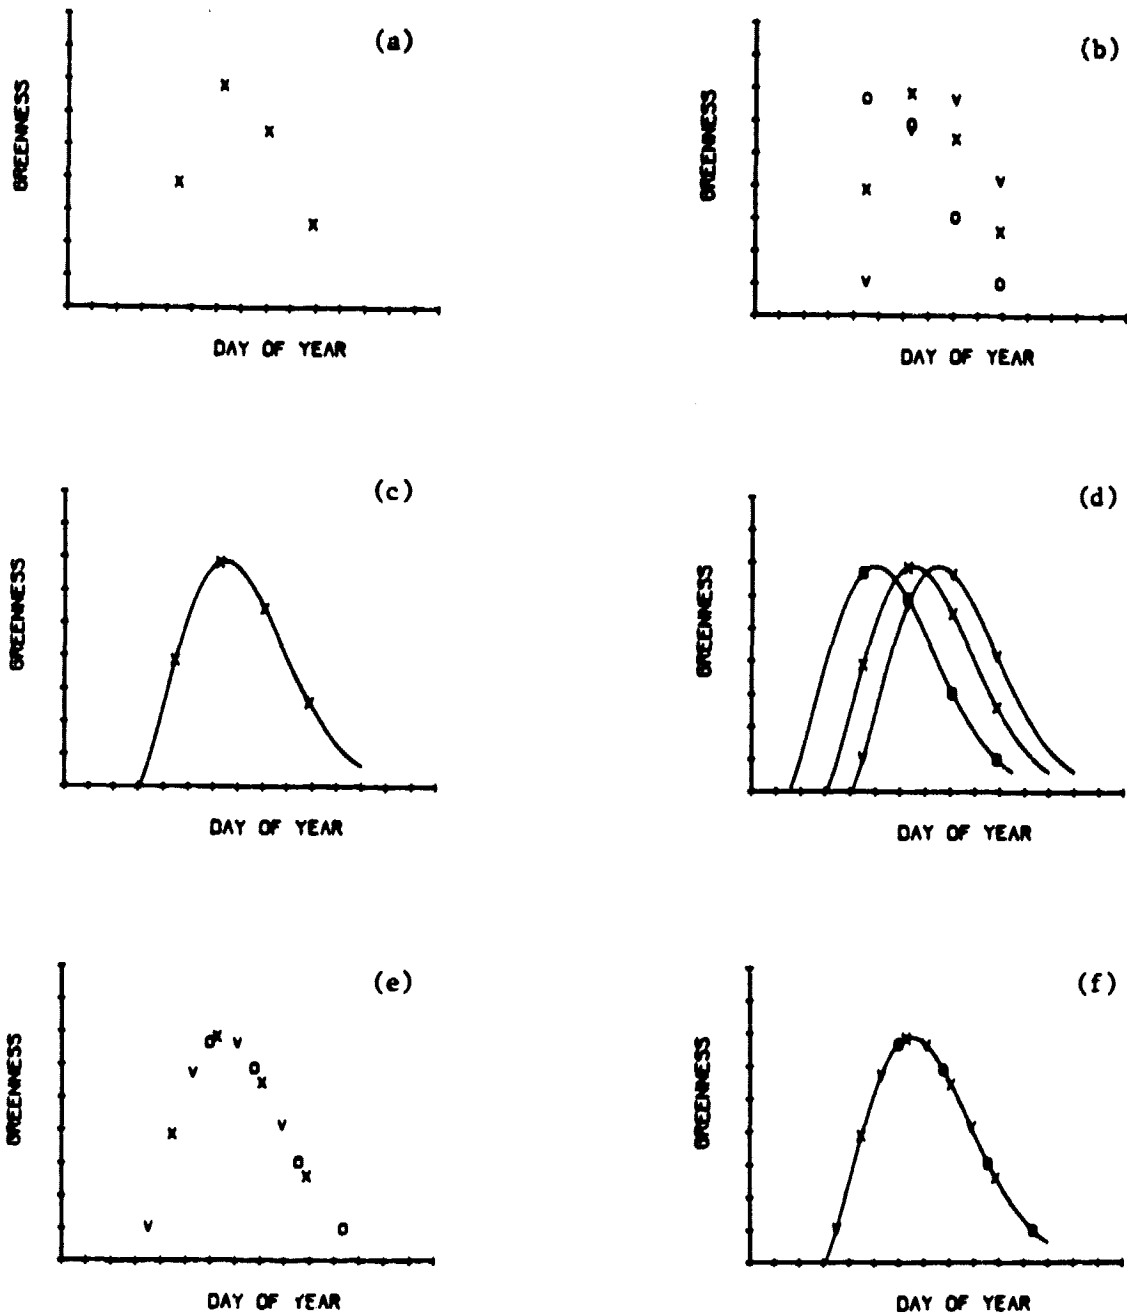 (a)
GREENNESS
DAY OF YEAR
(b)
GREENNESS
DAY OF YEAR
(c)
GREENNESS
DAY OF YEAR
(d)
GREENNESS
DAY OF YEAR
(e)
GREENNESS
DAY OF YEAR
(f)
GREENNESS
DAY OF YEAR